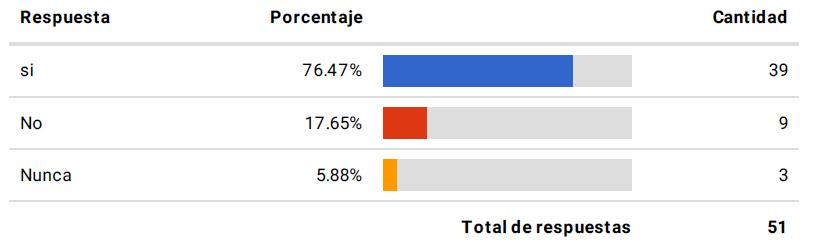 Respuesta Porcentaje Cantidad
si 76.47% 39
No 17.65% 9
Nunca 5.88% 3
Total de respuestas 51